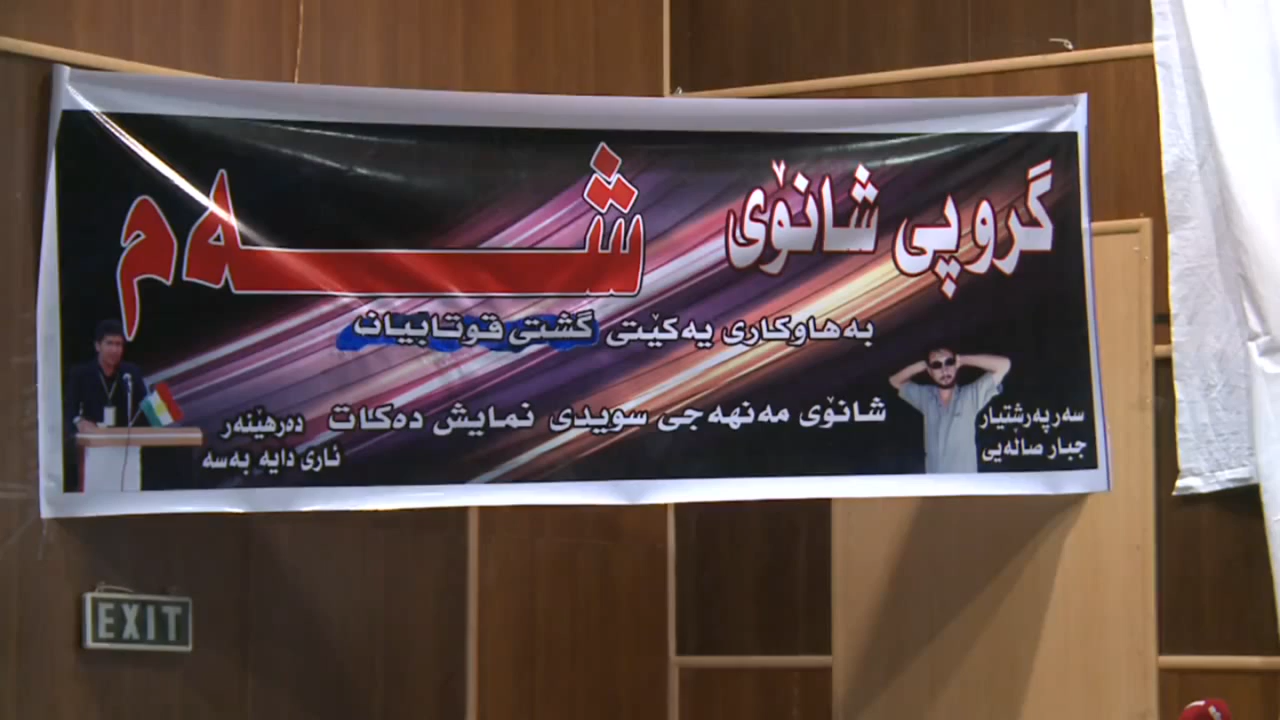 گروپی شانۆی شەم
بەهاوکاری یەکێتی گشتی قوتابیان
شانۆی مەنهەجی سویدی نمایش دەکات
سەرپەرشتیار
جبار صالەیی
دەرهێنەر
ئاری دایە بەسە
EXIT